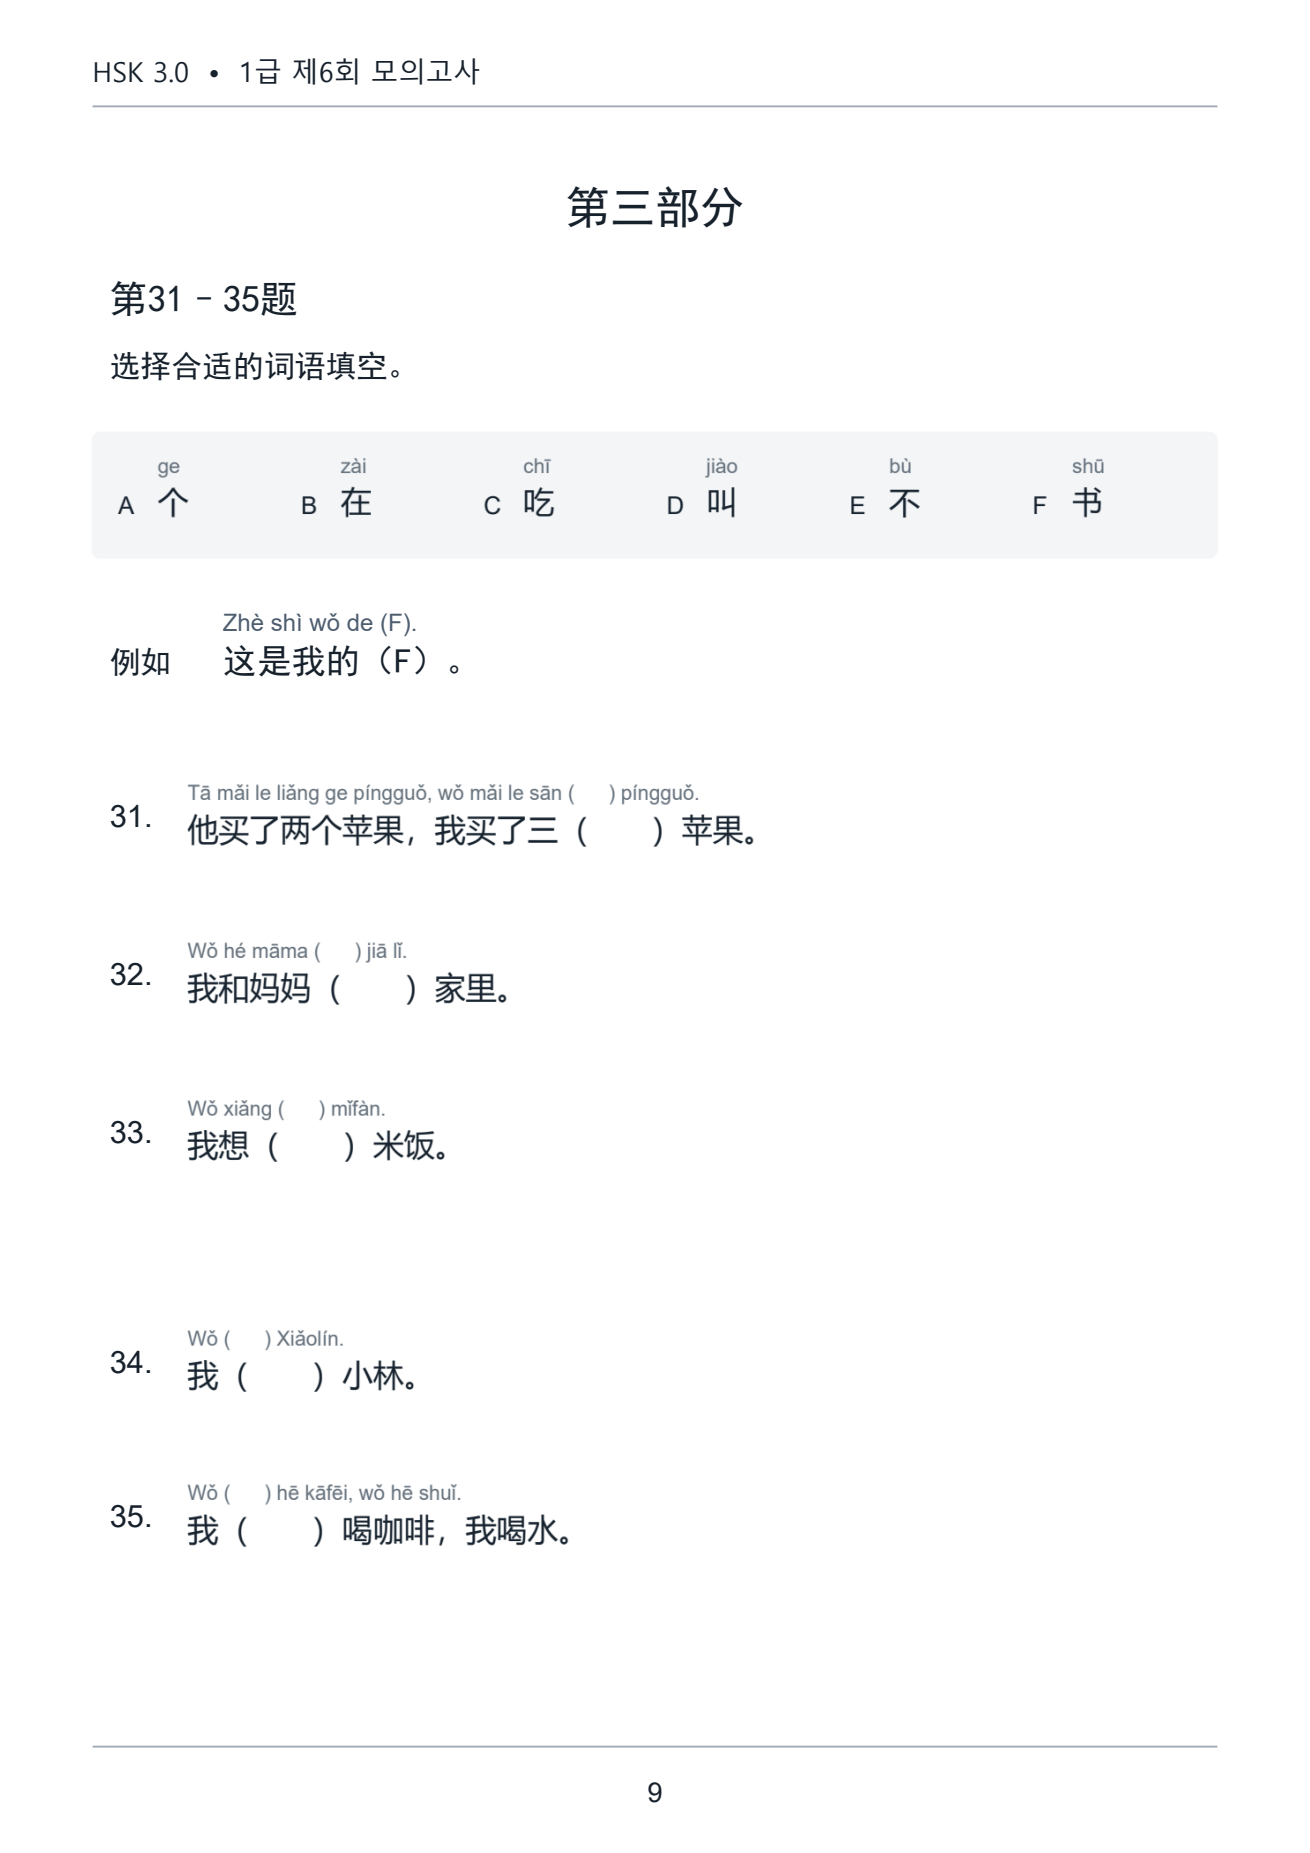 HSK 3.0 • 1급 제6회 모의고사
第三部分
第31－35题
选择合适的词语填空。
ge zài chī jiào bù shū
A 个 B 在 C 吃 D 叫 E 不 F 书
Zhè shì wǒ de (F).
例如 这是我的（F）。
Tā mǎi le liǎng ge píngguǒ, wǒ mǎi le sān ( ) píngguǒ.
31. 他买了两个苹果，我买了三（ ）苹果。
Wǒ hé māma ( ) jiā lǐ.
32. 我和妈妈（ ）家里。
Wǒ xiǎng ( ) mǐfàn.
33. 我想（ ）米饭。
Wǒ ( ) Xiǎolín.
34. 我（ ）小林。
Wǒ ( ) hē kāfēi, wǒ hē shuǐ.
35. 我（ ）喝咖啡，我喝水。
9